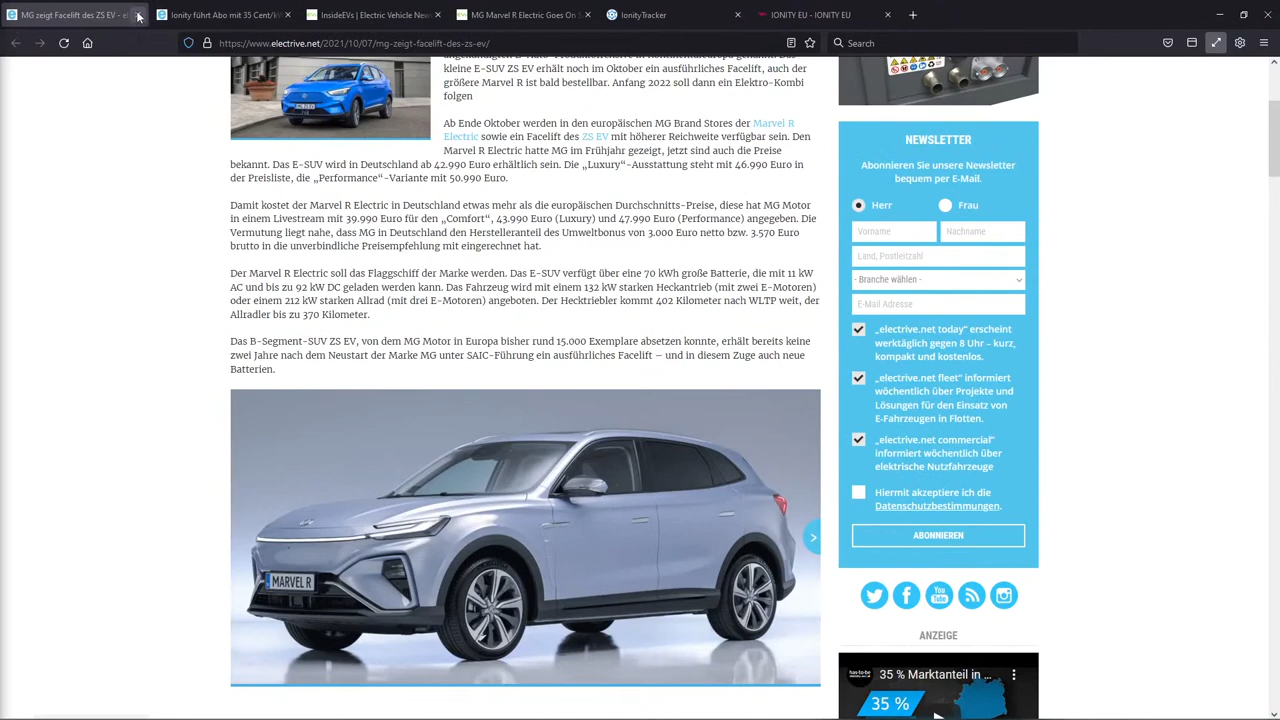 MG zeigt Facelift des ZS EV - e
Ionity führt Abo mit 35 Cent/kW
InsideEVs | Electric Vehicle News
MG Marvel R Electric Goes On S
IonityTracker
IONITY EU - IONITY EU
https://www.electrive.net/2021/10/07/mg-zeigt-facelift-des-zs-ev/
Search
kleine E-SUV ZS EV erhält noch im Oktober ein ausführliches Facelift, auch der
größere Marvel R ist bald bestellbar. Anfang 2022 soll dann ein Elektro-Kombi
folgen
Ab Ende Oktober werden in den europäischen MG Brand Stores der Marvel R
Electric sowie ein Facelift des ZS EV mit höherer Reichweite verfügbar sein. Den
Marvel R Electric hatte MG im Frühjahr gezeigt, jetzt sind auch die Preise
bekannt. Das E-SUV wird in Deutschland ab 42.990 Euro erhältlich sein. Die „Luxury“-Ausstattung steht mit 46.990 Euro in
der Preisliste, die „Performance“-Variante mit 50.990 Euro.
Damit kostet der Marvel R Electric in Deutschland etwas mehr als die europäischen Durchschnitts-Preise, diese hat MG Motor
in einem Livestream mit 39.990 Euro für den „Comfort“, 43.990 Euro (Luxury) und 47.990 Euro (Performance) angegeben. Die
Vermutung liegt nahe, dass MG in Deutschland den Herstelleranteil des Umweltbonus von 3.000 Euro netto bzw. 3.570 Euro
brutto in die unverbindliche Preisempfehlung mit eingerechnet hat.
Der Marvel R Electric soll das Flaggschiff der Marke werden. Das E-SUV verfügt über eine 70 kWh große Batterie, die mit 11 kW
AC und bis zu 92 kW DC geladen werden kann. Das Fahrzeug wird mit einem 132 kW starken Heckantrieb (mit zwei E-Motoren)
oder einem 212 kW starken Allrad (mit drei E-Motoren) angeboten. Der Hecktriebler kommt 402 Kilometer nach WLTP weit, der
Allradler bis zu 370 Kilometer.
Das B-Segment-SUV ZS EV, von dem MG Motor in Europa bisher rund 15.000 Exemplare absetzen konnte, erhält bereits keine
zwei Jahre nach dem Neustart der Marke MG unter SAIC-Führung ein ausführliches Facelift – und in diesem Zuge auch neue
Batterien.
MARVEL R
NEWSLETTER
Abonnieren Sie unsere Newsletter
bequem per E-Mail.
Herr
Frau
Vorname
Nachname
Land, Postleitzahl
- Branche wählen -
E-Mail Adresse
„electrive.net today“ erscheint
werktäglich gegen 8 Uhr – kurz,
kompakt und kostenlos.
„electrive.net fleet“ informiert
wöchentlich über Projekte und
Lösungen für den Einsatz von
E-Fahrzeugen in Flotten.
„electrive.net commercial“
informiert wöchentlich über
elektrische Nutzfahrzeuge
Hiermit akzeptiere ich die
Datenschutzbestimmungen.
ABONNIEREN
You
Tube
ANZEIGE
35 % Marktanteil in …
35 %